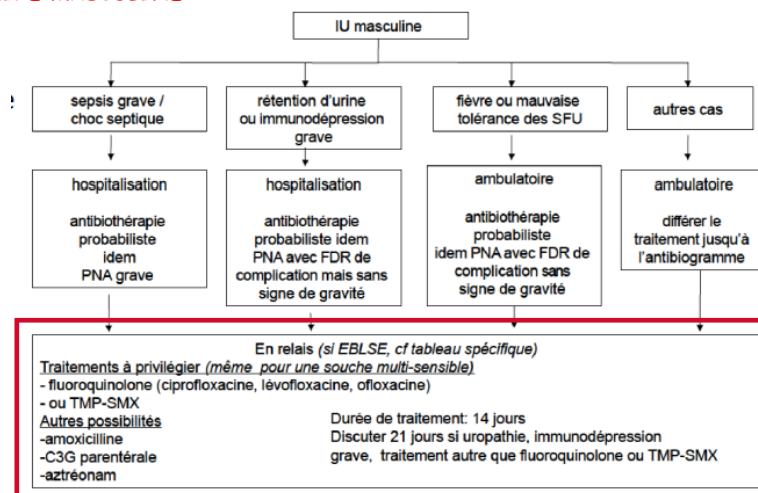 IU masculine
sepsis grave /
choc septique
rétention d'urine
ou immunodépression
grave
fièvre ou mauvaise
tolérance des SFU
autres cas
hospitalisation
antibiothérapie
probabiliste
idem
PNA grave
hospitalisation
antibiothérapie
probabiliste idem
PNA avec FDR de
complication mais sans
signe de gravité
ambulatoire
antibiothérapie
probabiliste
idem PNA avec FDR de
complication sans
signe de gravité
ambulatoire
différer le
traitement jusqu'à
l'antibiogramme
En relais (si EBLSE, cf tableau spécifique)
Traitements à privilégier (même pour une souche multi-sensible)
- fluoroquinolone (ciprofloxacine, lévofloxacine, ofloxacine)
- ou TMP-SMX
Autres possibilités
-amoxicilline
-C3G parentérale
-aztréonam
Durée de traitement: 14 jours
Discuter 21 jours si uropathie, immunodépression
grave, traitement autre que fluoroquinolone ou TMP-SMX